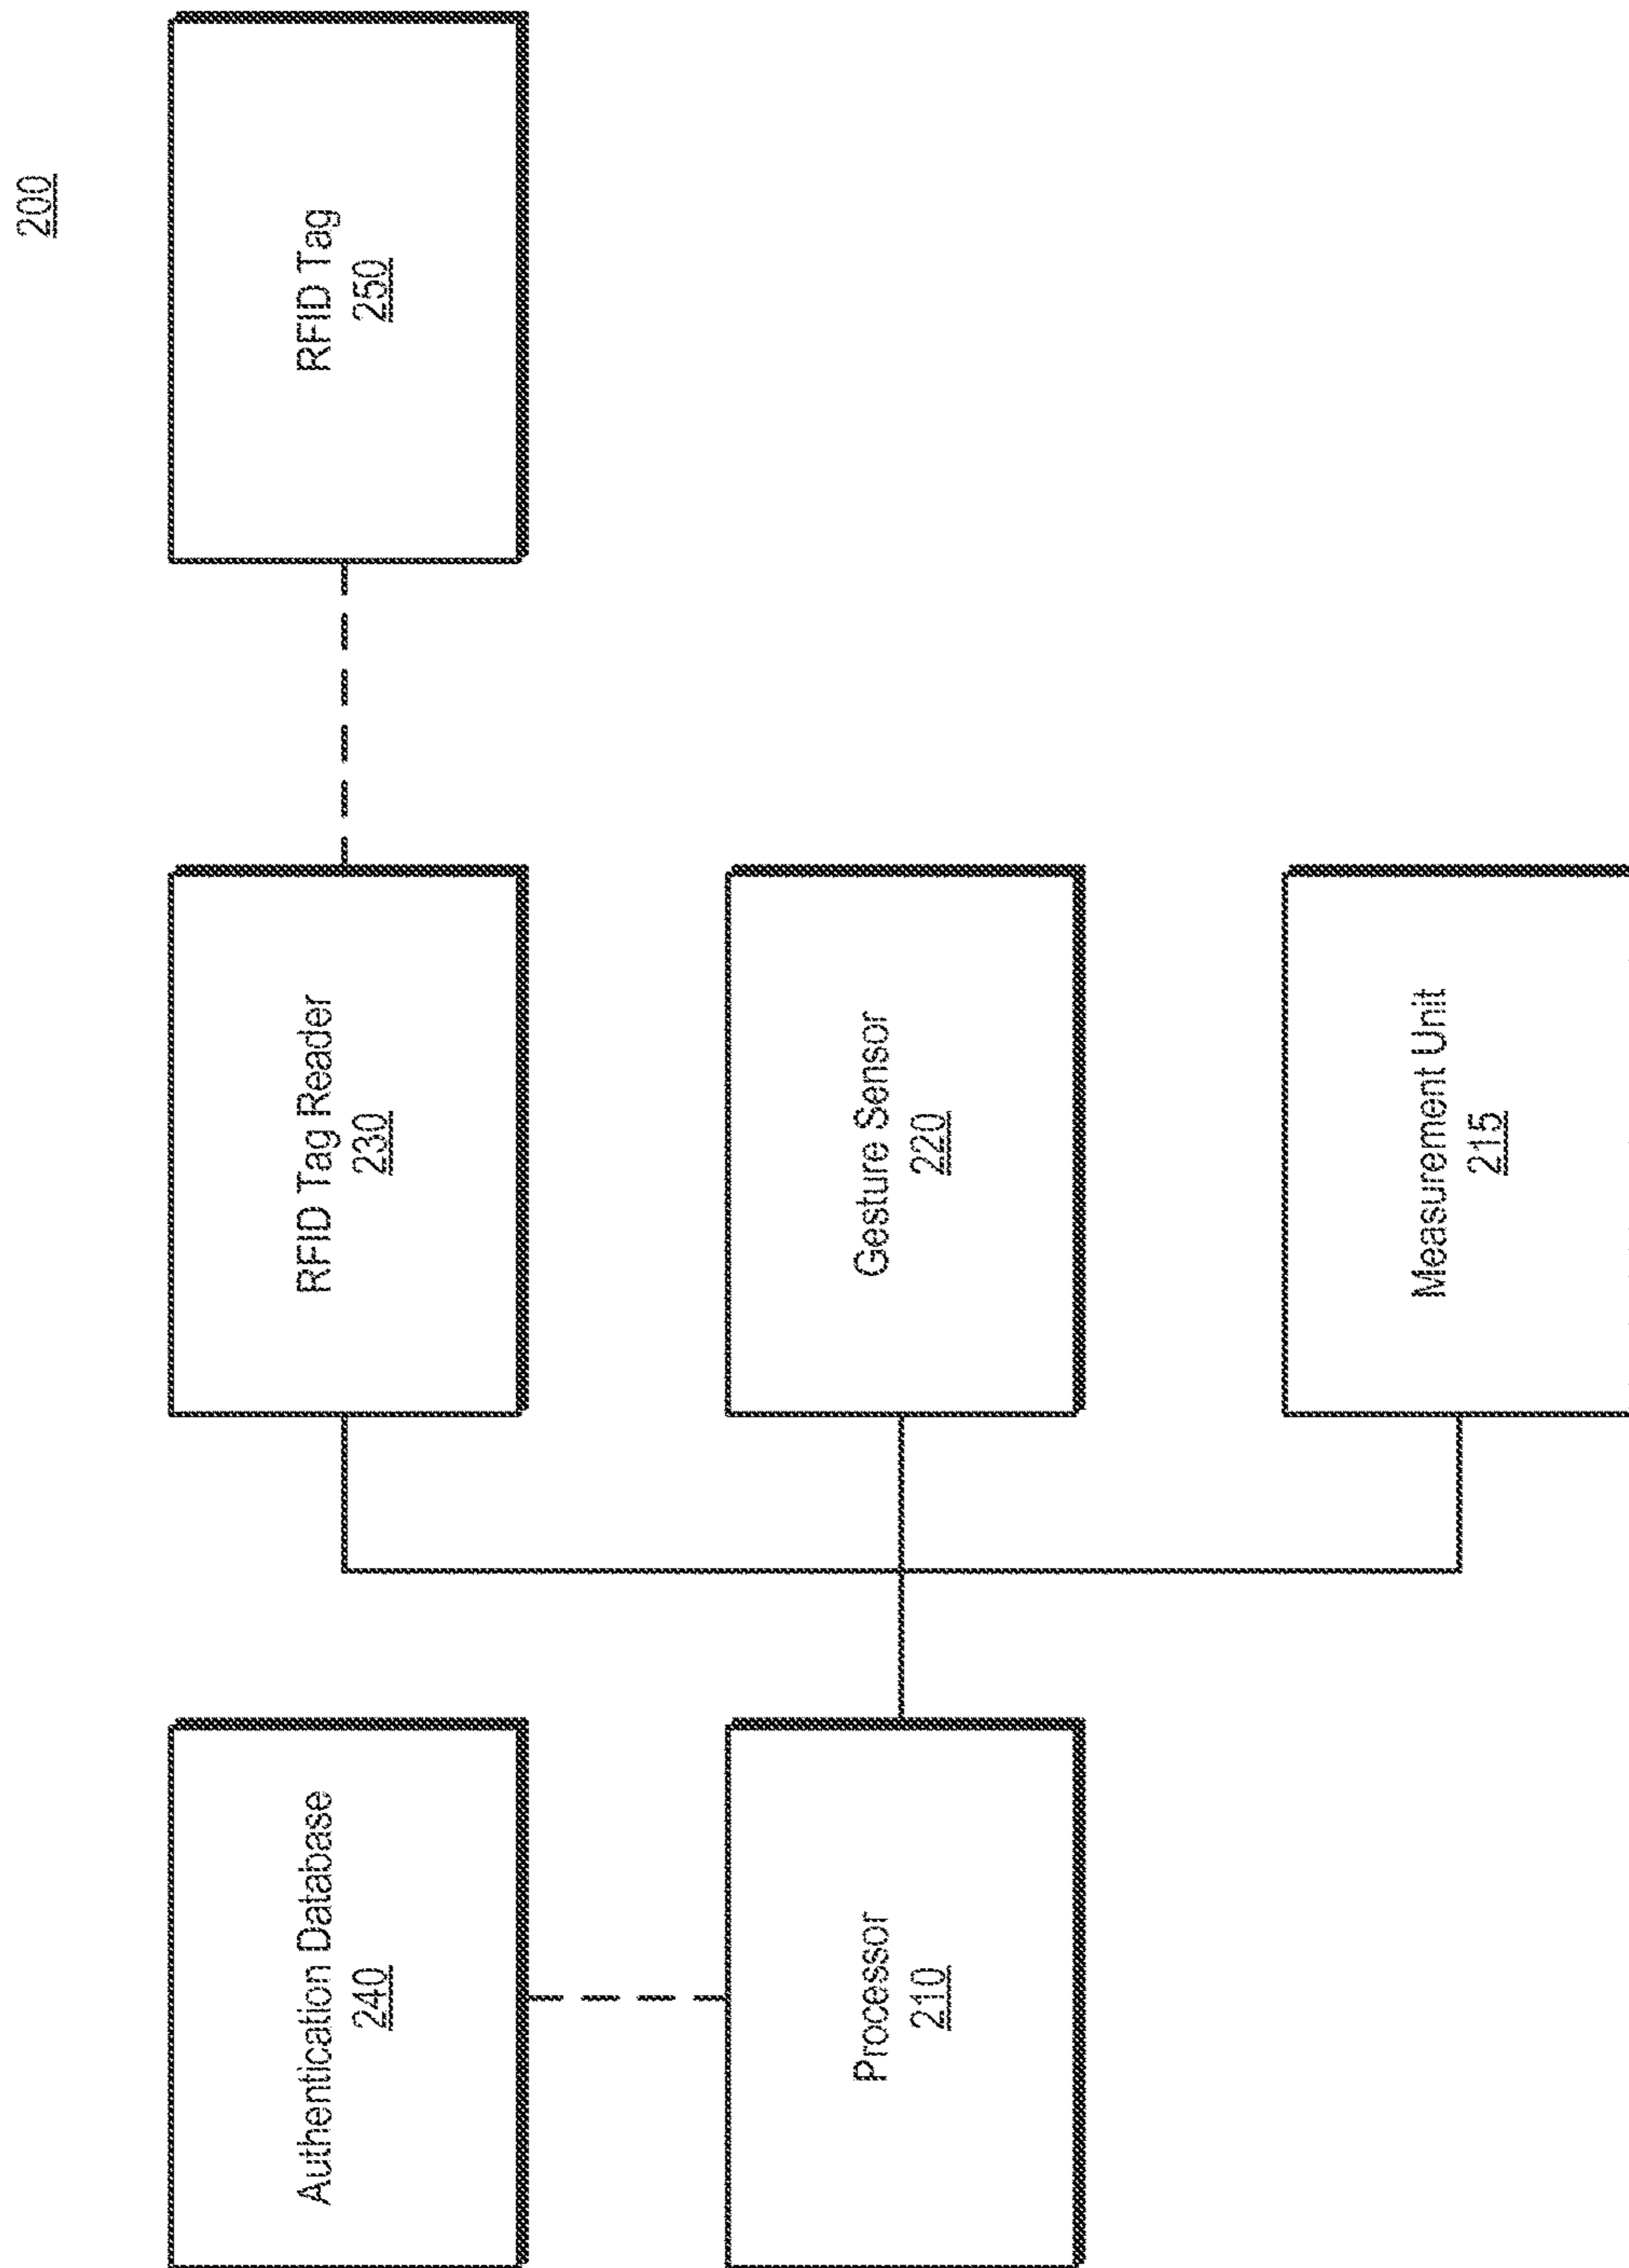 200
Authentication Database
240
RFID Tag Reader
230
RFID Tag
250
Processor
210
Gesture Sensor
220
Measurement Unit
215